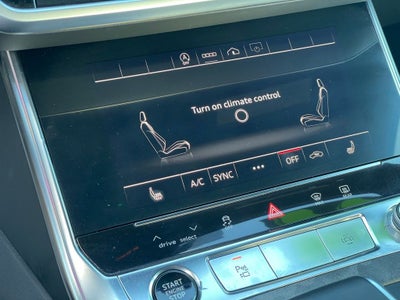 Turn on climate control
A/C SYNC ••• OFF
drive select
START
ENGINE
STOP